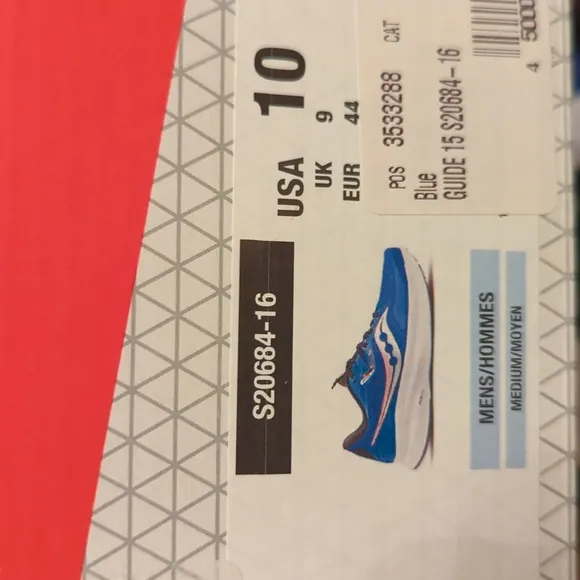 USA 10
UK 9
EUR 44
POS 3533288 CAT
Blue
GUIDE 15 S20684-16
S20684-16
MENS/HOMMES
MEDIUM/MOYEN